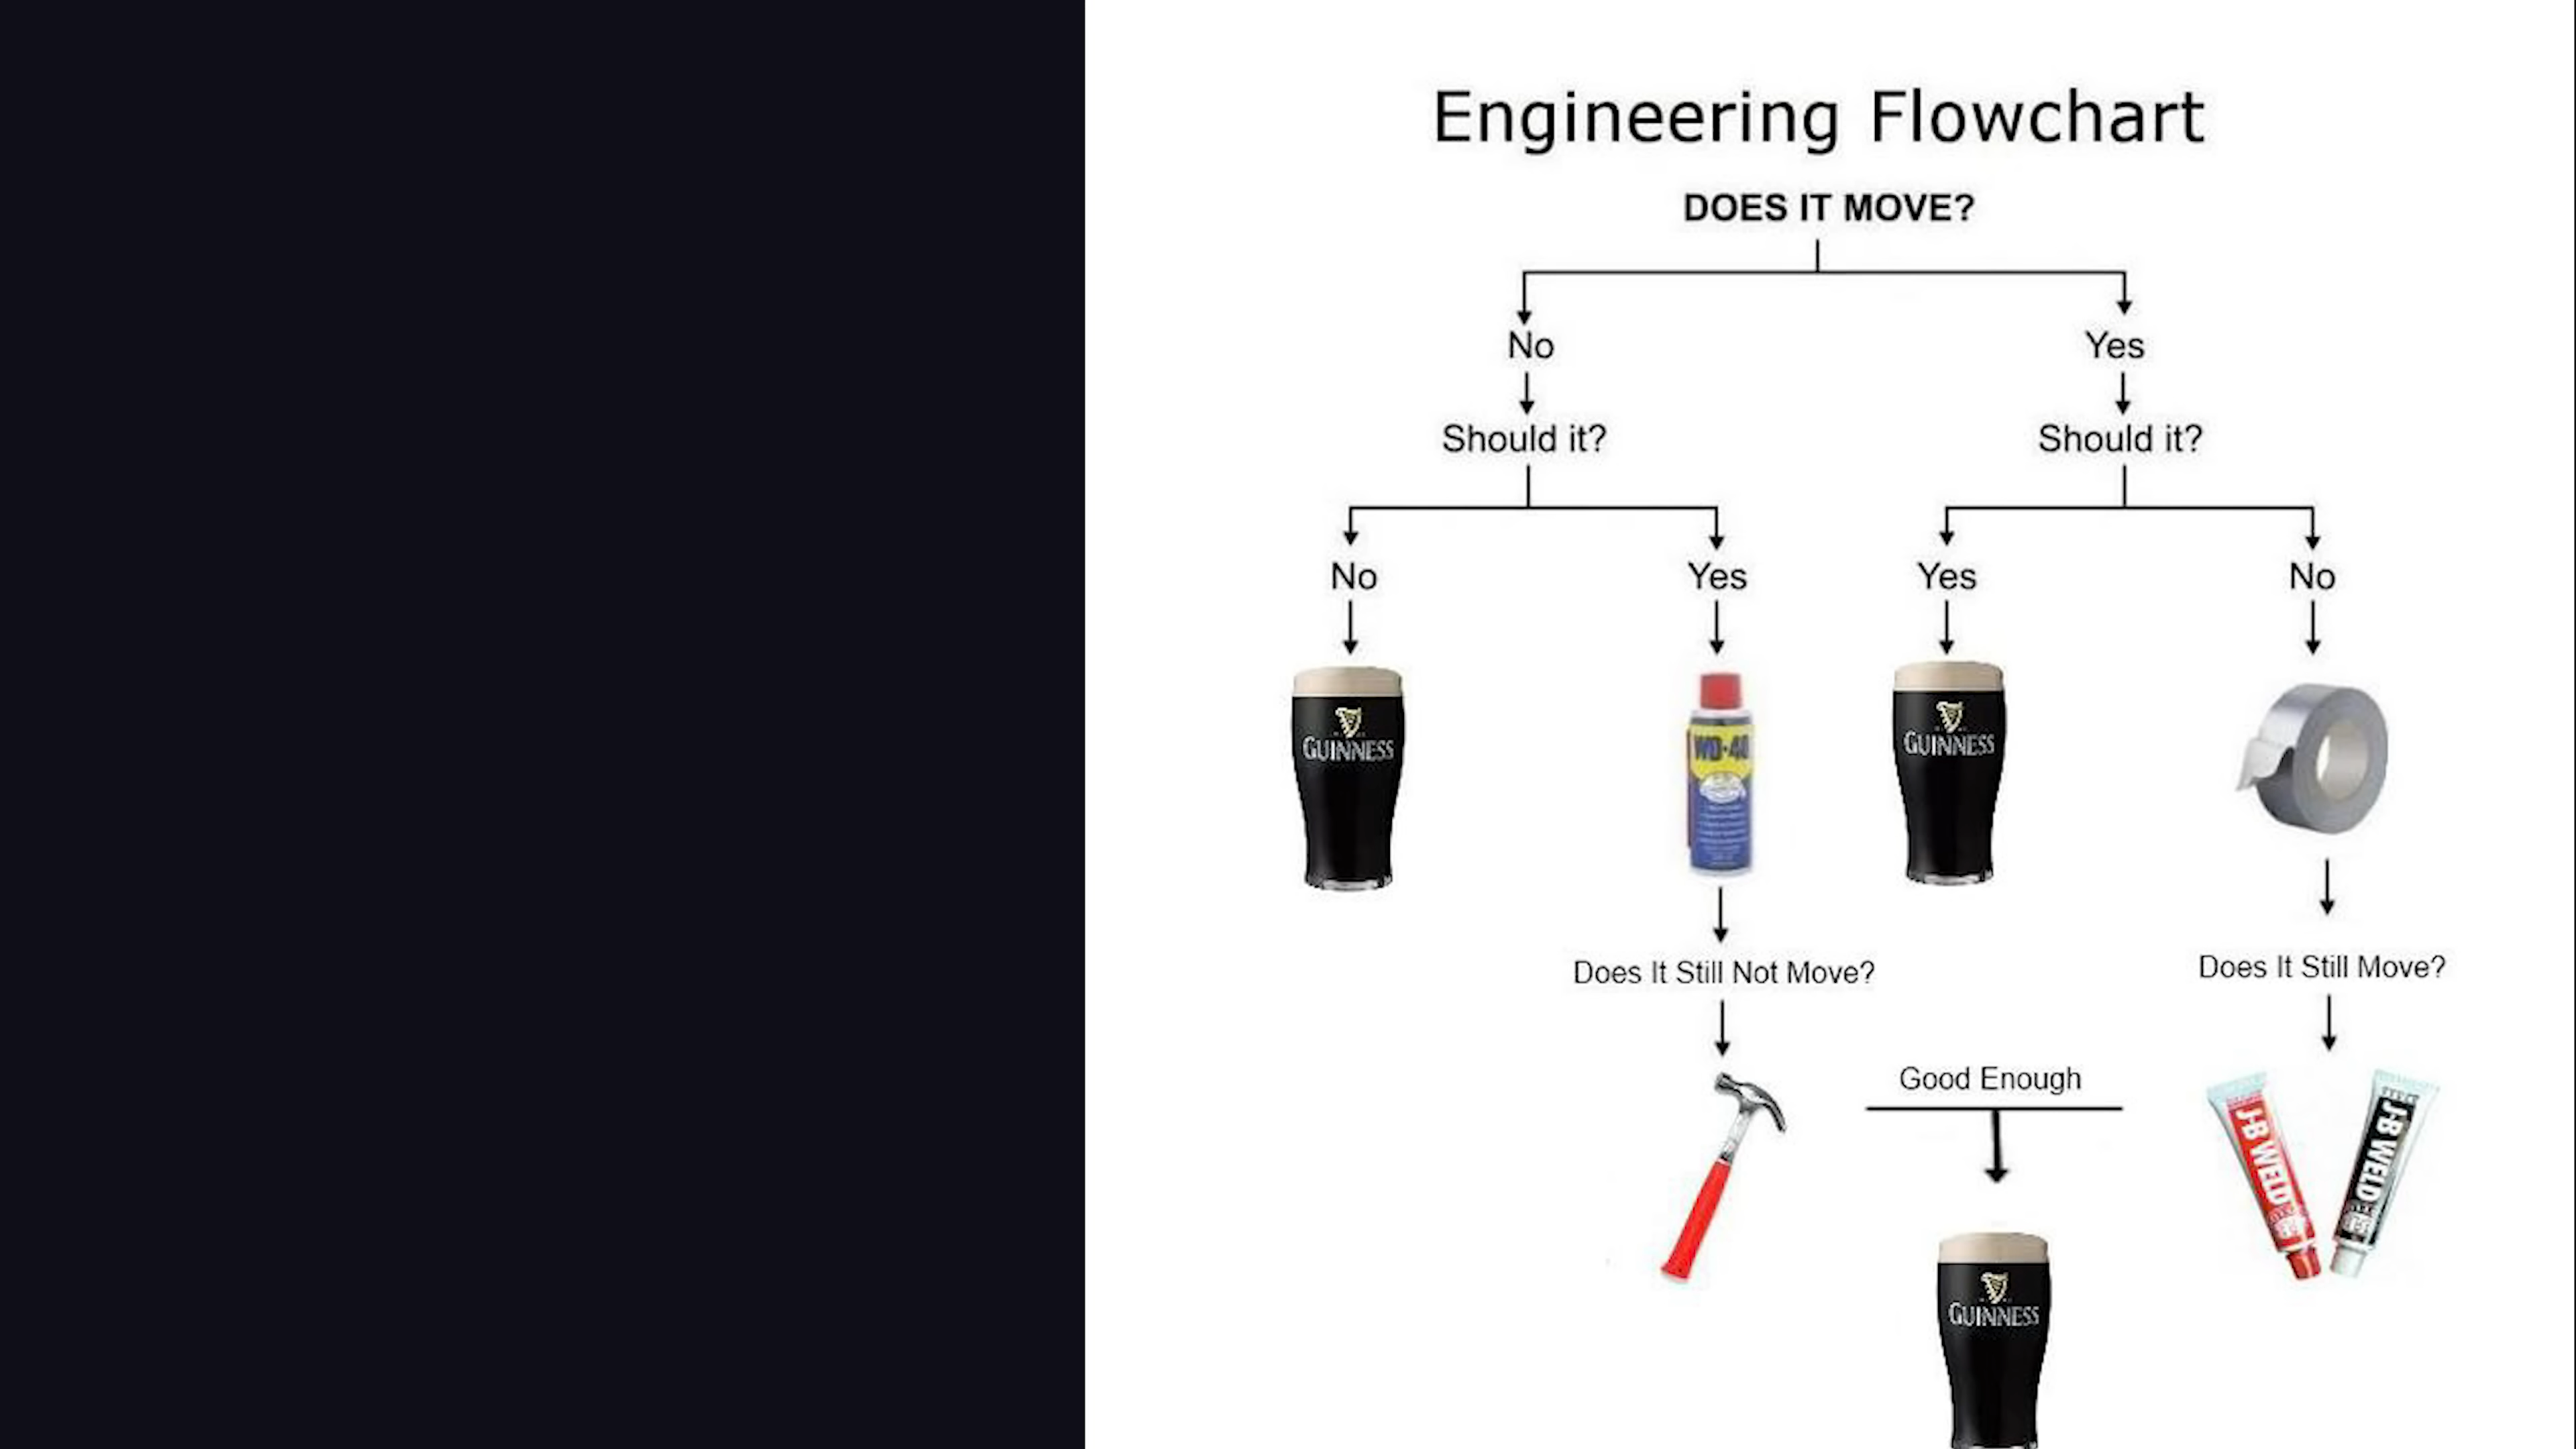 Engineering Flowchart
DOES IT MOVE?
No
Yes
Should it?
Should it?
No
Yes
Yes
No
GUINNESS
WD-40
GUINNESS
Does It Still Not Move?
Does It Still Move?
Good Enough
J-B WELD
J-B WELD
GUINNESS